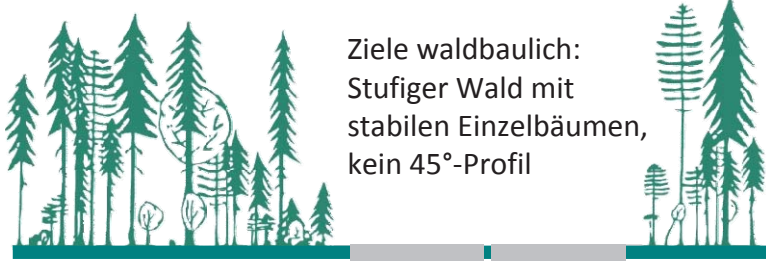 Ziele waldbaulich:
Stufiger Wald mit
stabilen Einzelbäumen,
kein 45°-Profil